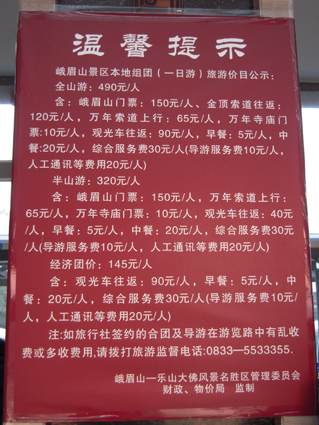 温馨提示
峨眉山景区本地组团（一日游）旅游价目公示：
全山游：490元/人
含：峨眉山门票：150元/人，金顶索道往返：
120元/人，万年索道上行：65元/人，万年寺庙门
票:10元/人，观光车往返：90元/人，早餐：5元/人，中
餐:20元/人，综合服务费30元/人(导游服务费10元/人，
人工通讯等费用20元/人)
半山游：320元/人
含：峨眉山门票：150元/人，万年索道上行：
65元/人，万年寺庙门票：10元/人，观光车往返：40元
/人，早餐：5元/人，中餐：20元/人，综合服务费30元
/人(导游服务费10元/人，人工通讯等费用20元/人)
经济团价：145元/人
含：观光车往返：90元/人，早餐：5元/人，中
餐：20元/人，综合服务费30元/人(导游服务费10元/
人，人工通讯等费用20元/人)
注:如旅行社签约的合团及导游在游览路中有乱收
费或多收费用,请拨打旅游监督电话:0833—5533355.
峨眉山—乐山大佛风景名胜区管理委员会
财政、物价局 监制